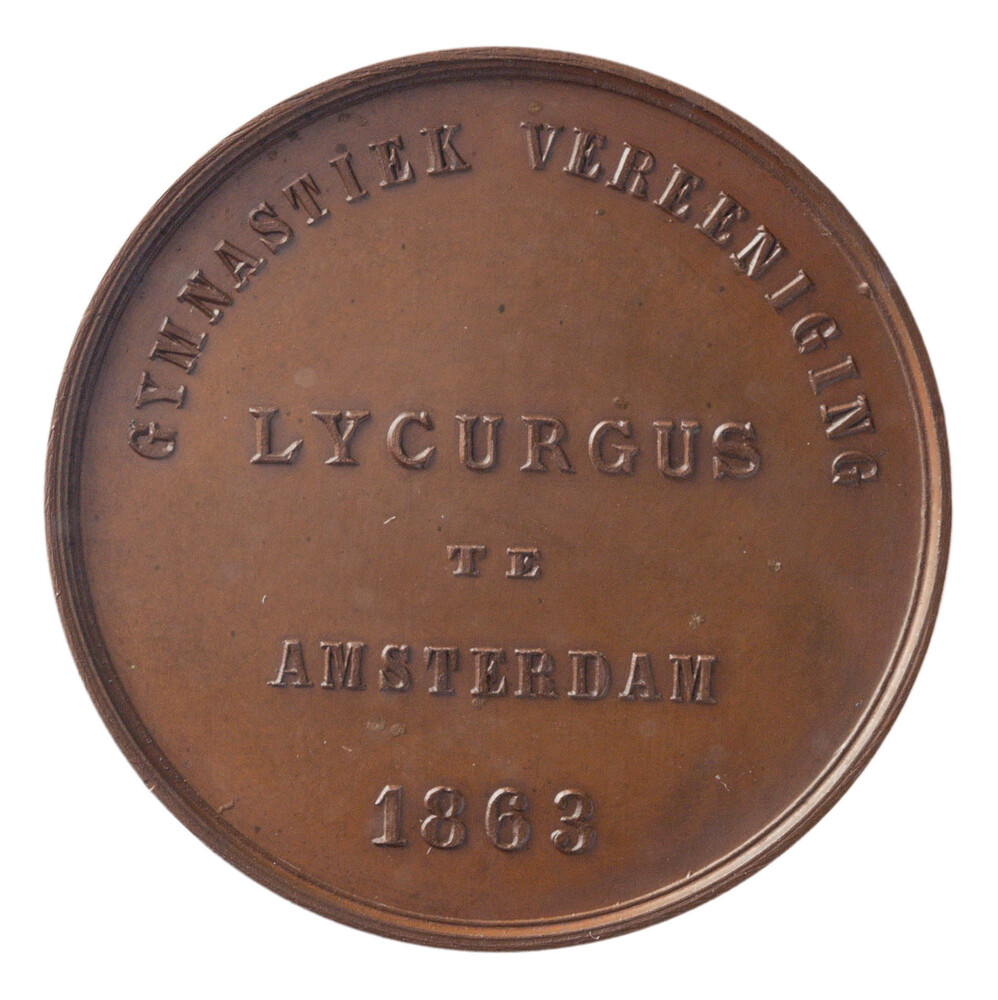 GYMNASTIEK VEREENIGING
LYCURGUS
TE
AMSTERDAM
1863